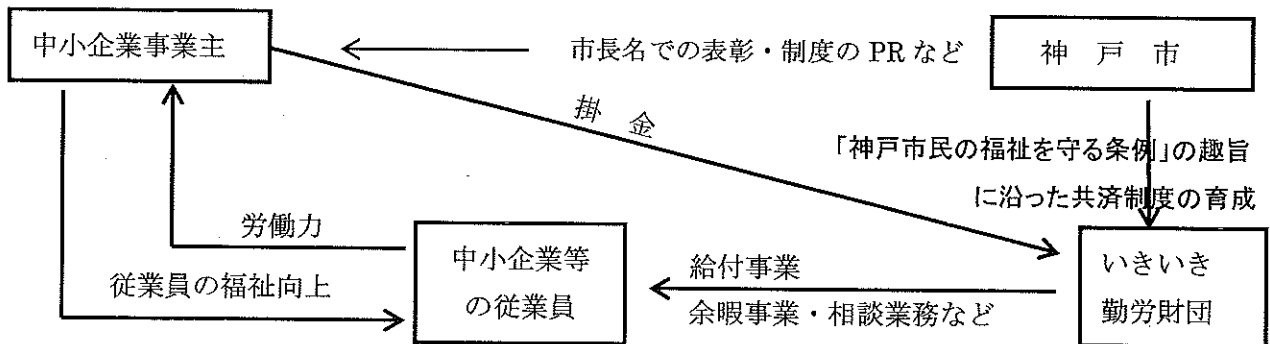 中小企業事業主
市長名での表彰・制度の PR など
神 戸 市
掛 金
「神戸市民の福祉を守る条例」の趣旨
に沿った共済制度の育成
労働力
従業員の福祉向上
中小企業等
の従業員
給付事業
余暇事業・相談業務など
いきいき
勤労財団